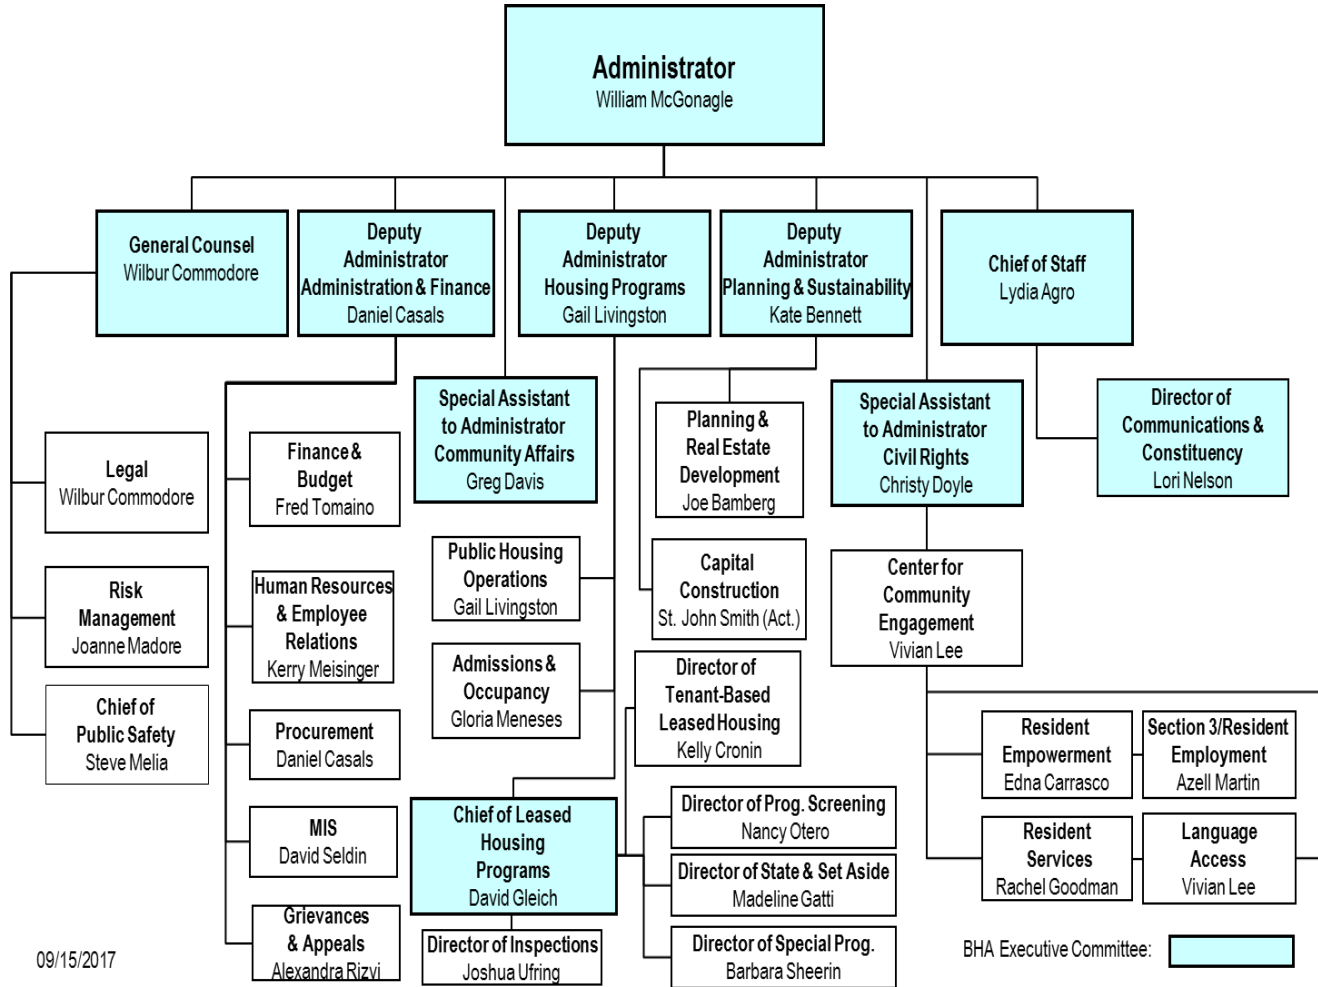 Administrator
William McGonagle
General Counsel
Wilbur Commodore
Deputy
Administrator
Administration & Finance
Daniel Casals
Deputy
Administrator
Housing Programs
Gail Livingston
Deputy
Administrator
Planning & Sustainability
Kate Bennett
Chief of Staff
Lydia Agro
Special Assistant
to Administrator
Community Affairs
Greg Davis
Special Assistant
to Administrator
Civil Rights
Christy Doyle
Director of
Communications &
Constituency
Lori Nelson
Legal
Wilbur Commodore
Risk
Management
Joanne Madore
Chief of
Public Safety
Steve Melia
Finance &
Budget
Fred Tomaino
Human Resources
& Employee
Relations
Kerry Meisinger
Procurement
Daniel Casals
MIS
David Seldin
Grievances
& Appeals
Alexandra Rizvi
Public Housing
Operations
Gail Livingston
Admissions &
Occupancy
Gloria Meneses
Chief of Leased
Housing
Programs
David Gleich
Director of Inspections
Joshua Ufring
Planning &
Real Estate
Development
Joe Bamberg
Capital
Construction
St. John Smith (Act.)
Director of
Tenant-Based
Leased Housing
Kelly Cronin
Director of Prog. Screening
Nancy Otero
Director of State & Set Aside
Madeline Gatti
Director of Special Prog.
Barbara Sheerin
Center for
Community
Engagement
Vivian Lee
Resident
Empowerment
Edna Carrasco
Section 3/Resident
Employment
Azell Martin
Resident
Services
Rachel Goodman
Language
Access
Vivian Lee
09/15/2017
BHA Executive Committee: